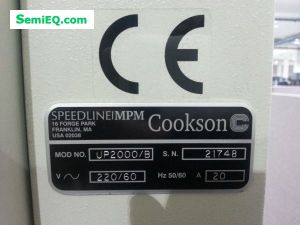 SemiEQ.com
CE
SPEEDLINE|MPM
16 FORGE PARK
FRANKLIN, MA
USA 02038
Cookson C
MOD NO. UP2000/B S. N. 21748
V 220/60 Hz 50/60 A 20